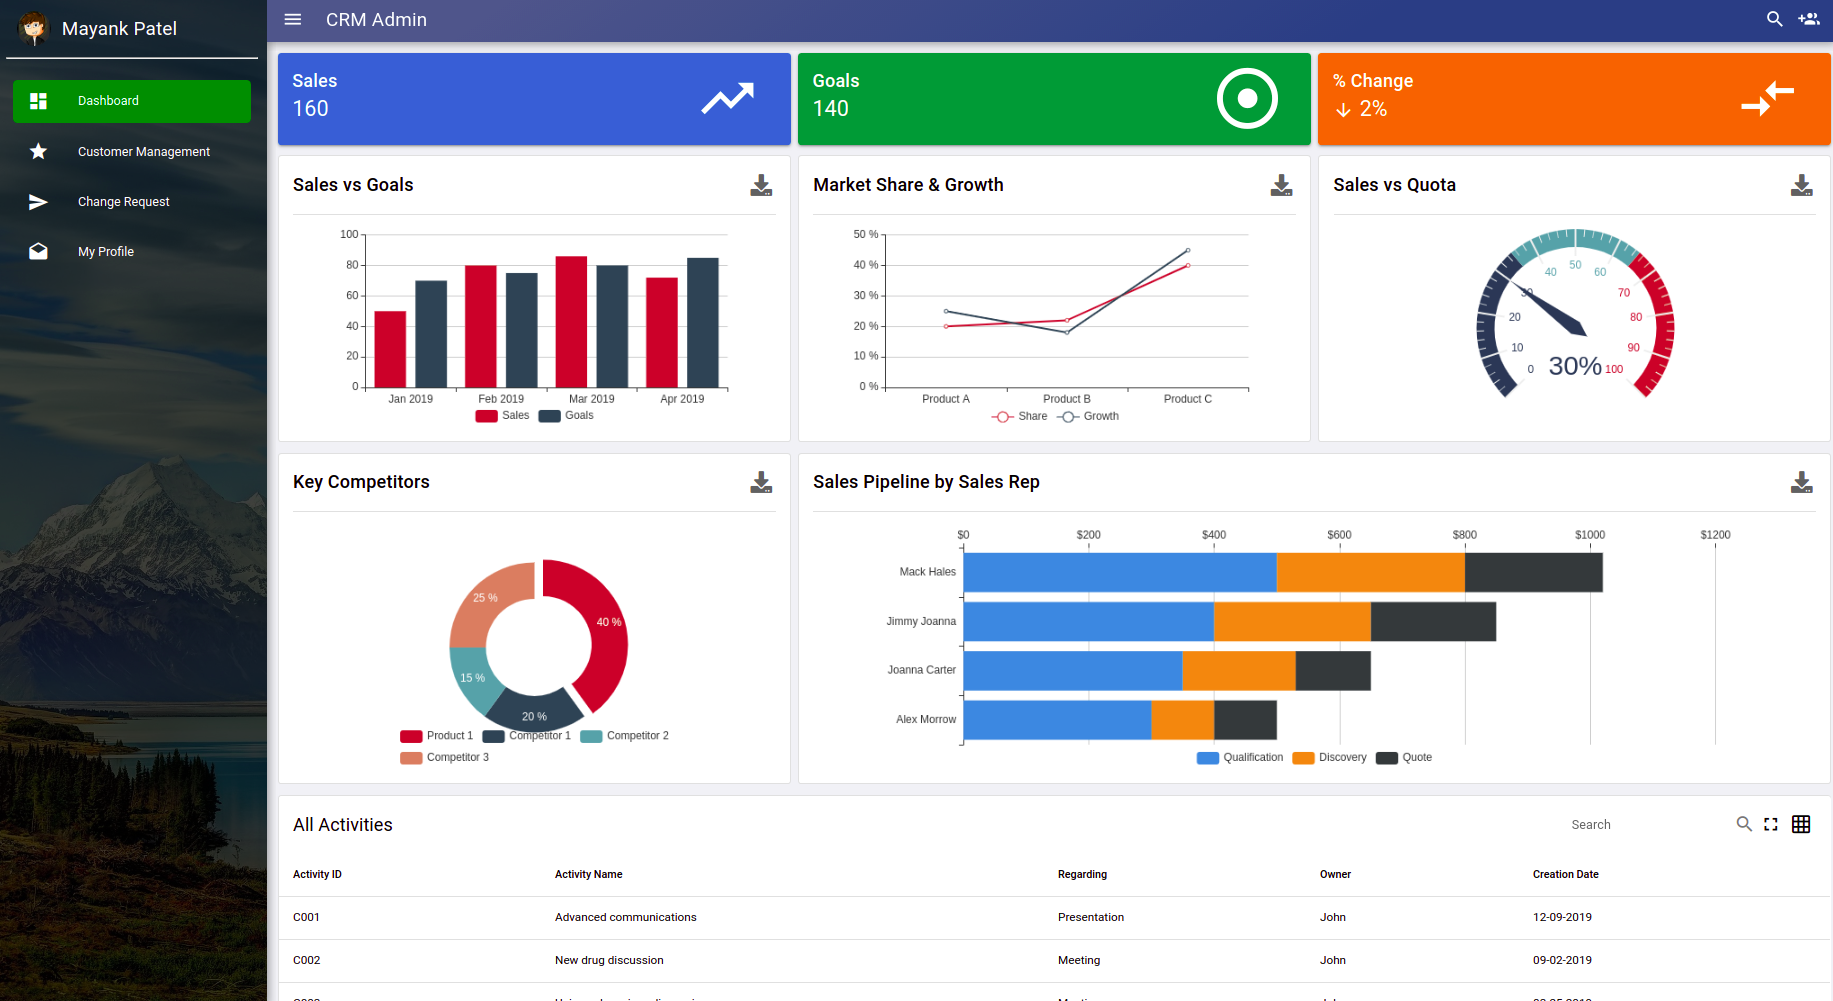 Mayank Patel
CRM Admin
Dashboard
Customer Management
Change Request
My Profile
Sales
160
Goals
140
% Change
2%
Sales vs Goals
100
80
60
40
20
0
Jan 2019 Feb 2019 Mar 2019 Apr 2019
Sales Goals
Market Share & Growth
50 %
40 %
30 %
20 %
10 %
0 %
Product A Product B Product C
Share Growth
Sales vs Quota
0
10
20
30
40
50
60
70
80
90
100
30%
Key Competitors
25 %
40 %
15 %
20 %
Product 1 Competitor 1 Competitor 2
Competitor 3
Sales Pipeline by Sales Rep
$0 $200 $400 $600 $800 $1000 $1200
Mack Hales
Jimmy Joanna
Joanna Carter
Alex Morrow
Qualification Discovery Quote
All Activities
Search
Activity ID Activity Name Regarding Owner Creation Date
C001 Advanced communications Presentation John 12-09-2019
C002 New drug discussion Meeting John 09-02-2019